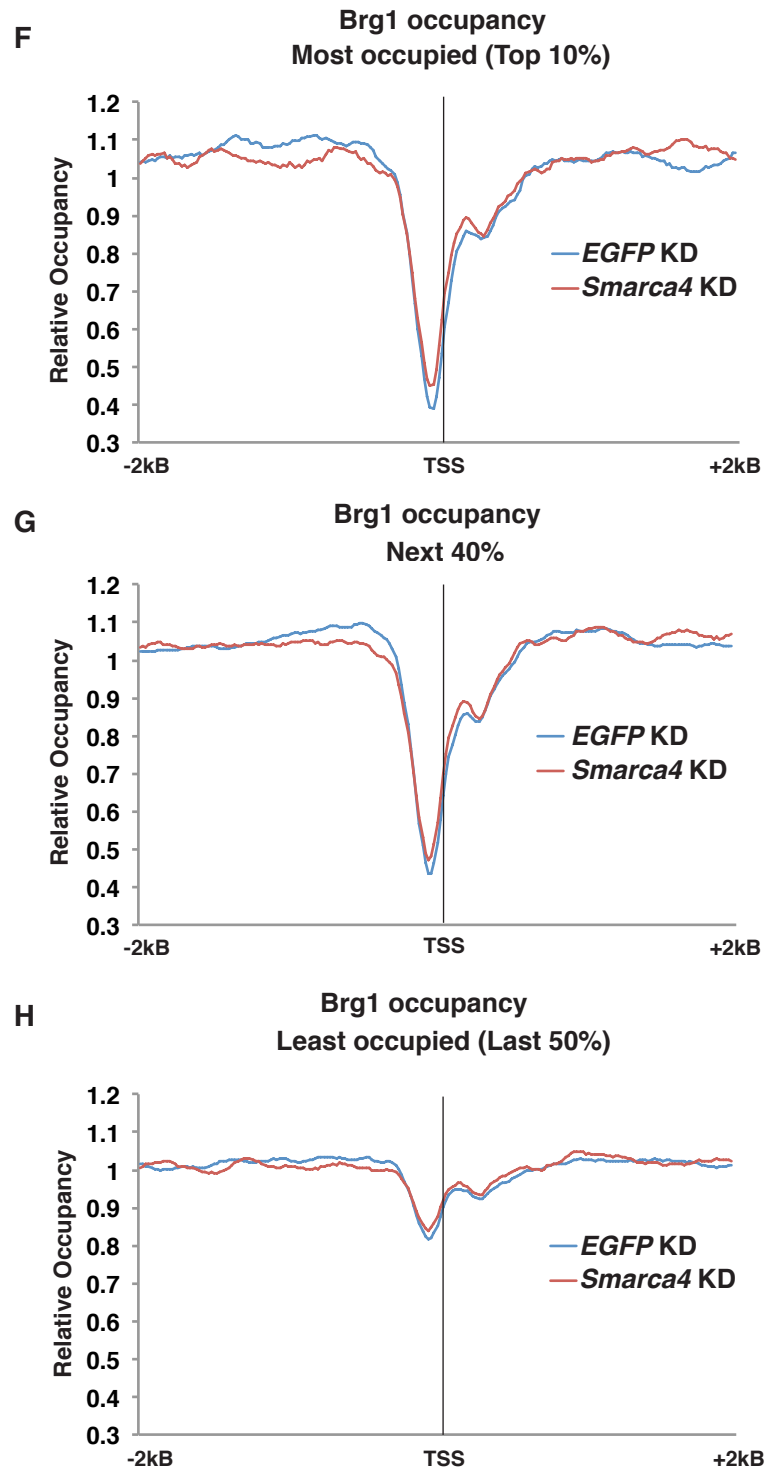 F
Brg1 occupancy
Most occupied (Top 10%)
Relative Occupancy
1.2
1.1
1
0.9
0.8
0.7
0.6
0.5
0.4
0.3
EGFP KD
Smarca4 KD
-2kB
TSS
+2kB
G
Brg1 occupancy
Next 40%
Relative Occupancy
1.2
1.1
1
0.9
0.8
0.7
0.6
0.5
0.4
0.3
EGFP KD
Smarca4 KD
-2kB
TSS
+2kB
H
Brg1 occupancy
Least occupied (Last 50%)
Relative Occupancy
1.2
1.1
1
0.9
0.8
0.7
0.6
0.5
0.4
0.3
EGFP KD
Smarca4 KD
-2kB
TSS
+2kB